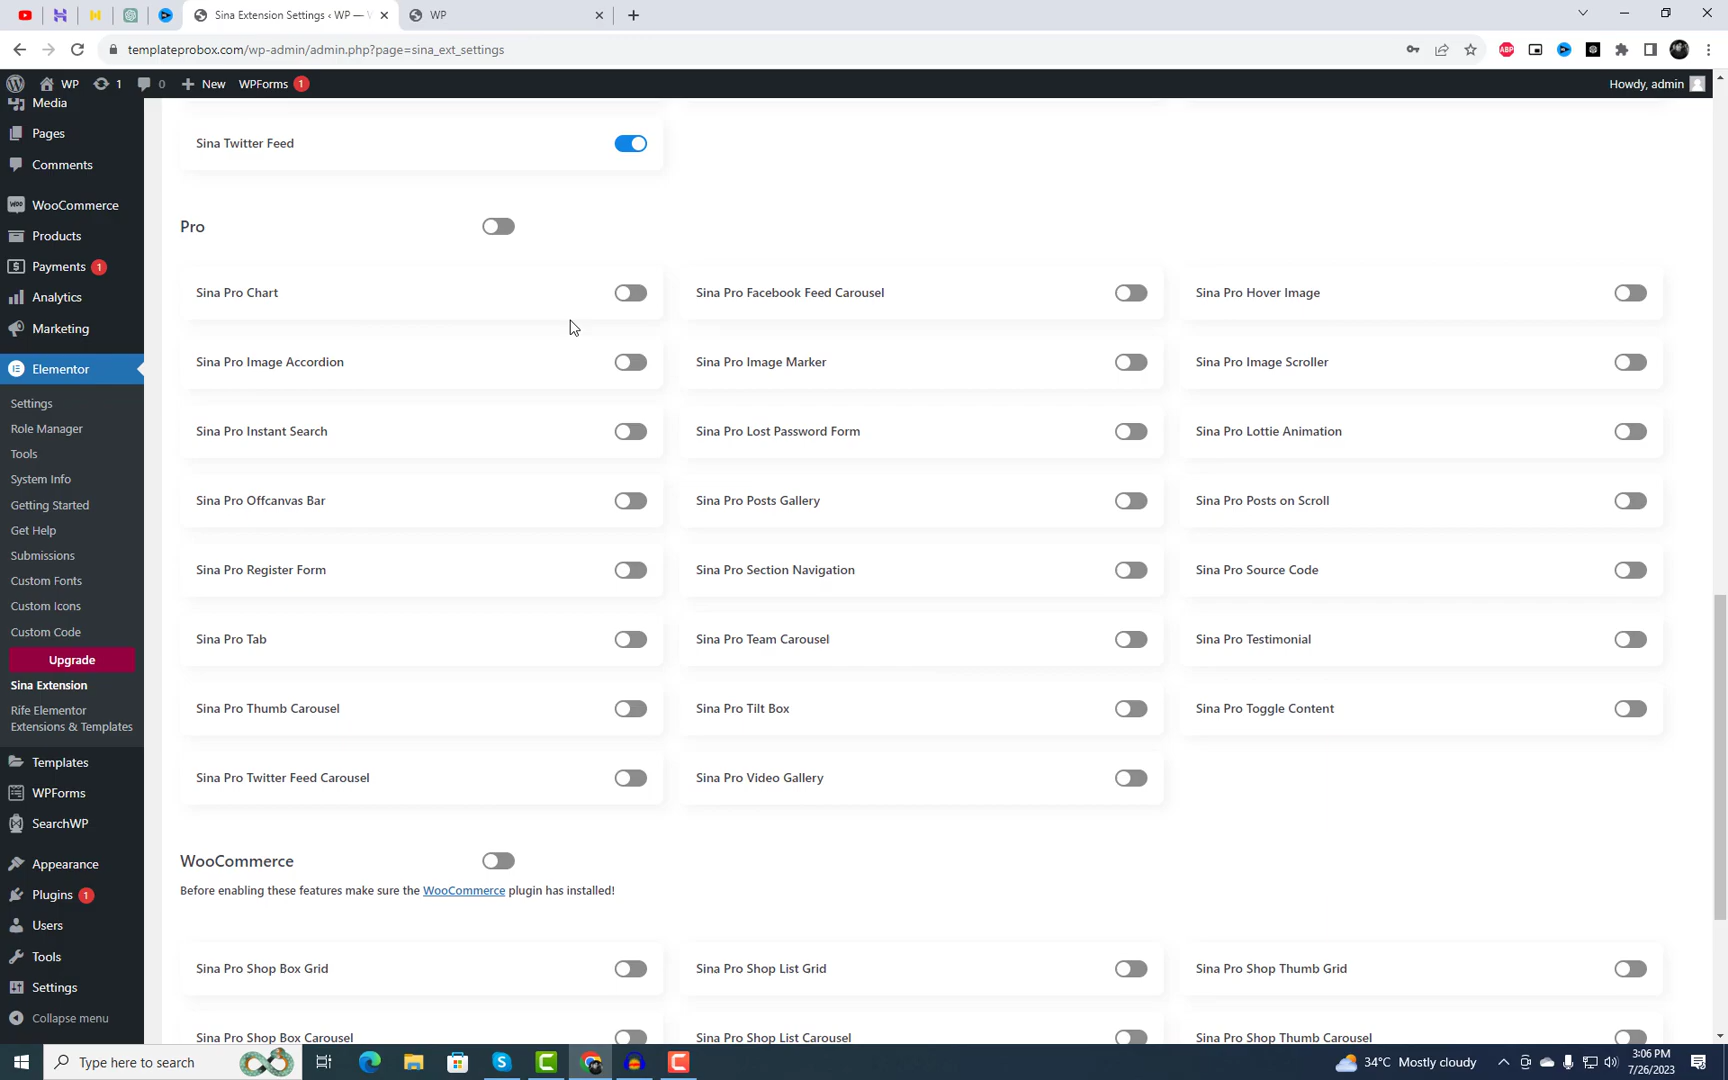 Sina Extension Settings ‹ WP — W
WP
templateprobox.com/wp-admin/admin.php?page=sina_ext_settings
WP
1
0
New
WPForms 1
Howdy, admin
Media
Pages
Comments
WooCommerce
Products
Payments 1
Analytics
Marketing
Elementor
Settings
Role Manager
Tools
System Info
Getting Started
Get Help
Submissions
Custom Fonts
Custom Icons
Custom Code
Upgrade
Sina Extension
Rife Elementor
Extensions & Templates
Templates
WPForms
SearchWP
Appearance
Plugins 1
Users
Tools
Settings
Collapse menu
Sina Twitter Feed
Pro
Sina Pro Chart
Sina Pro Facebook Feed Carousel
Sina Pro Hover Image
Sina Pro Image Accordion
Sina Pro Image Marker
Sina Pro Image Scroller
Sina Pro Instant Search
Sina Pro Lost Password Form
Sina Pro Lottie Animation
Sina Pro Offcanvas Bar
Sina Pro Posts Gallery
Sina Pro Posts on Scroll
Sina Pro Register Form
Sina Pro Section Navigation
Sina Pro Source Code
Sina Pro Tab
Sina Pro Team Carousel
Sina Pro Testimonial
Sina Pro Thumb Carousel
Sina Pro Tilt Box
Sina Pro Toggle Content
Sina Pro Twitter Feed Carousel
Sina Pro Video Gallery
WooCommerce
Before enabling these features make sure the WooCommerce plugin has installed!
Sina Pro Shop Box Grid
Sina Pro Shop List Grid
Sina Pro Shop Thumb Grid
Sina Pro Shop Box Carousel
Sina Pro Shop List Carousel
Sina Pro Shop Thumb Carousel
Type here to search
34°C Mostly cloudy
3:06 PM
7/26/2023